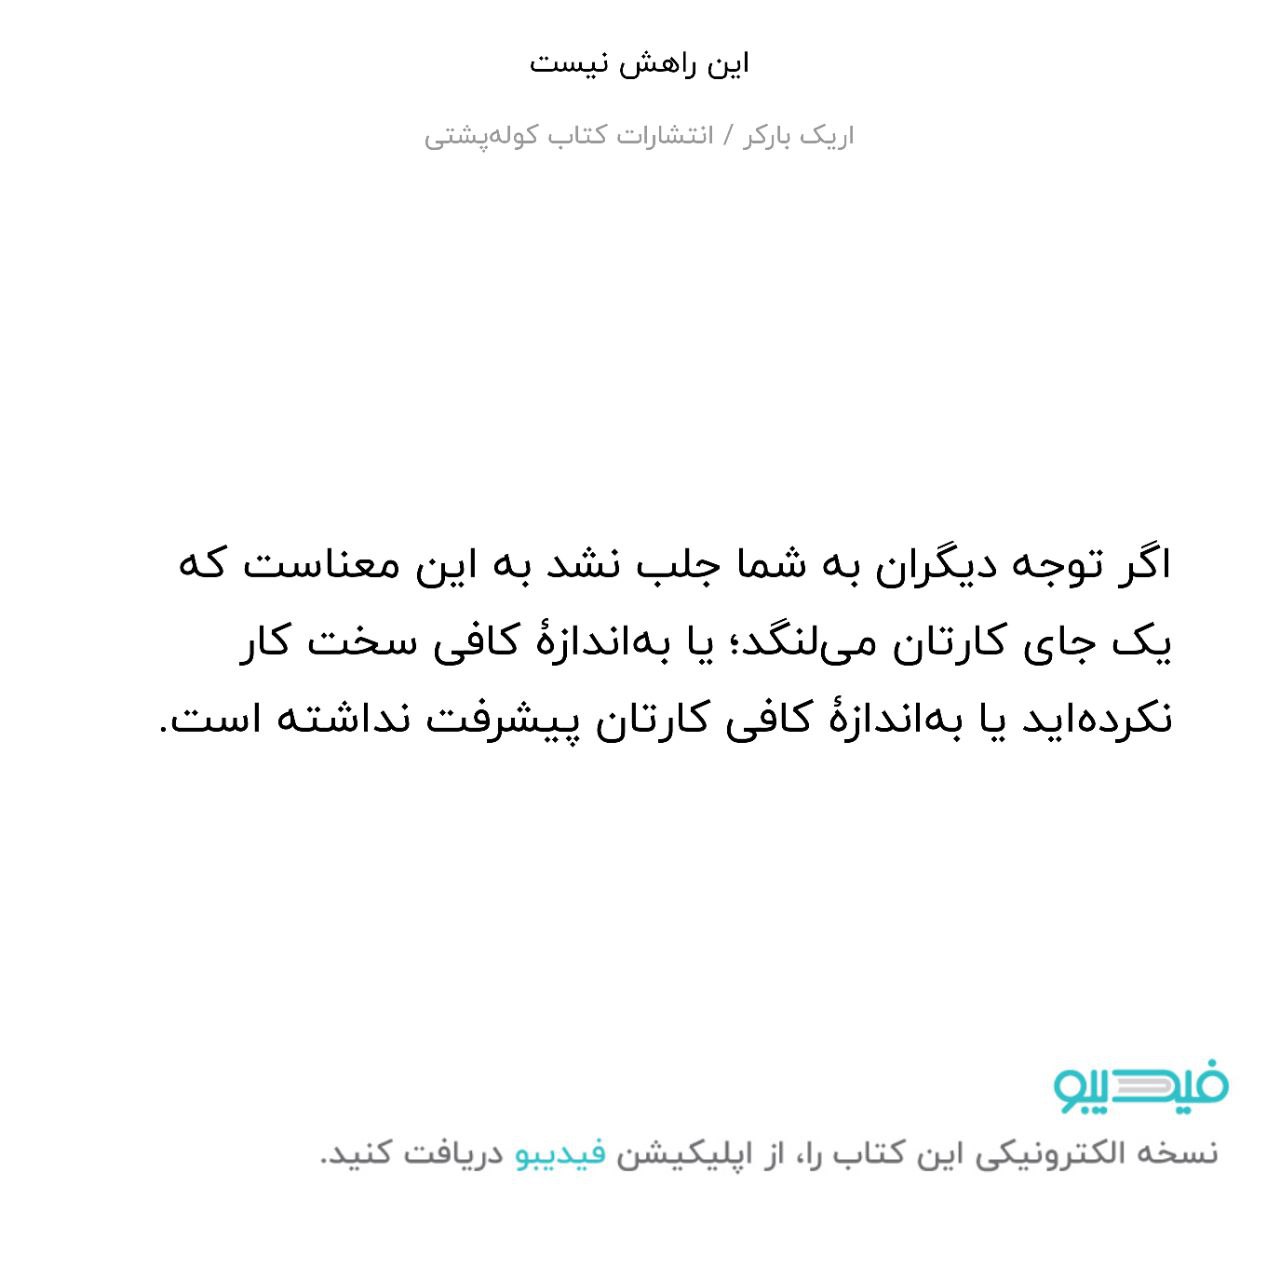 این راهش نیست
اریک بارکر / انتشارات کتاب کوله‌پشتی
اگر توجه دیگران به شما جلب نشد به این معناست که
یک جای کارتان می‌لنگد؛ یا به‌اندازهٔ کافی سخت کار
نکرده‌اید یا به‌اندازهٔ کافی کارتان پیشرفت نداشته است.
فیدیبو
نسخه الکترونیکی این کتاب را، از اپلیکیشن فیدیبو دریافت کنید.